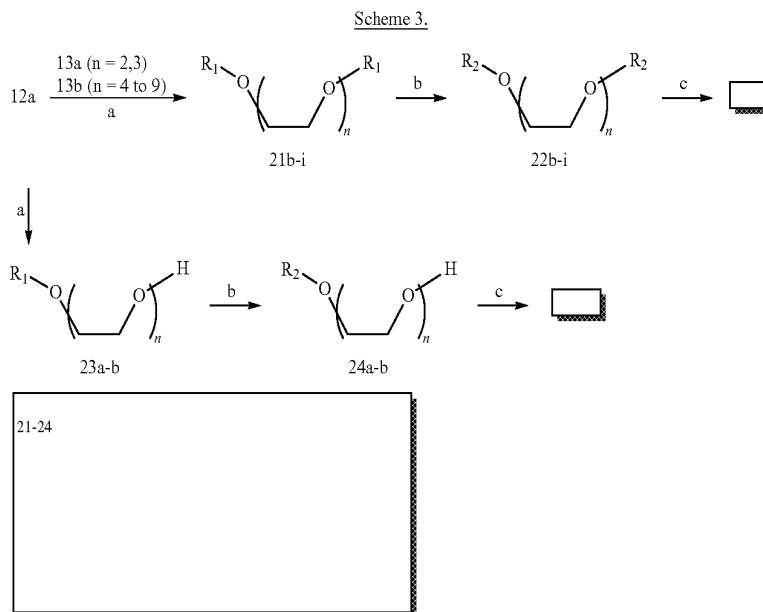 Scheme 3.
12a
13a (n = 2,3)
13b (n = 4 to 9)
a
R1
O
O
R1
n
21b-i
b
R2
O
O
R2
n
22b-i
c
a
R1
O
O
H
n
23a-b
b
R2
O
O
H
n
24a-b
c
21-24